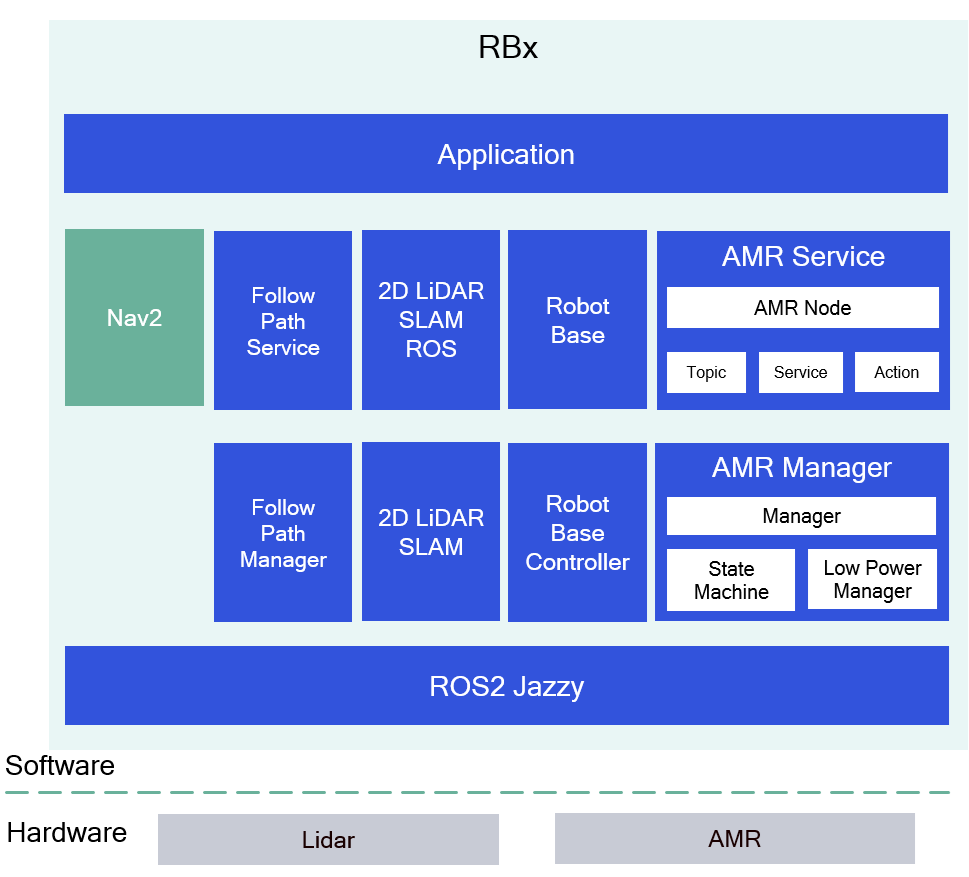 RBx
Application
Nav2
Follow
Path
Service
2D LiDAR
SLAM
ROS
Robot
Base
AMR Service
AMR Node
Topic
Service
Action
Follow
Path
Manager
2D LiDAR
SLAM
Robot
Base
Controller
AMR Manager
Manager
State
Machine
Low Power
Manager
ROS2 Jazzy
Software
Hardware
Lidar
AMR